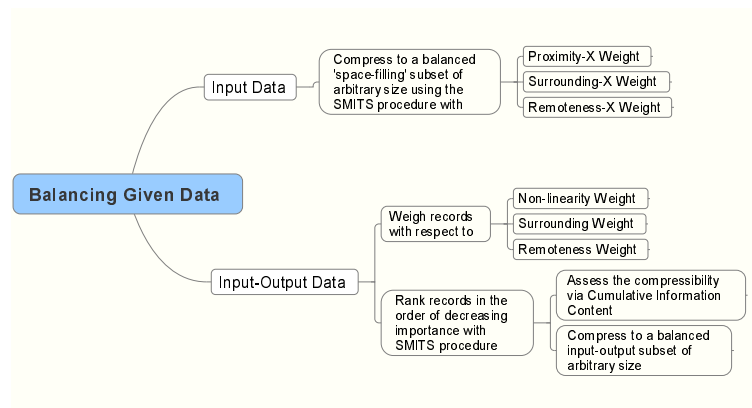 Balancing Given Data
Input Data
Compress to a balanced
'space-filling' subset of
arbitrary size using the
SMITS procedure with
Proximity-X Weight
Surrounding-X Weight
Remoteness-X Weight
Input-Output Data
Weigh records
with respect to
Non-linearity Weight
Surrounding Weight
Remoteness Weight
Rank records in the
order of decreasing
importance with
SMITS procedure
Assess the compressibility
via Cumulative Information
Content
Compress to a balanced
input-output subset of
arbitrary size